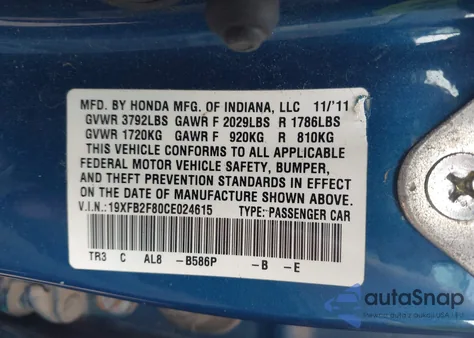 MFD. BY HONDA MFG. OF INDIANA, LLC 11/'11
GVWR 3792LBS GAWR F 2029LBS R 1786LBS
GVWR 1720KG GAWR F 920KG R 810KG
THIS VEHICLE CONFORMS TO ALL APPLICABLE
FEDERAL MOTOR VEHICLE SAFETY, BUMPER,
AND THEFT PREVENTION STANDARDS IN EFFECT
ON THE DATE OF MANUFACTURE SHOWN ABOVE.
V.I.N.: 19XFB2F80CE024615 TYPE: PASSENGER CAR
TR3 C AL8 -B586P -B -E
autoSnap